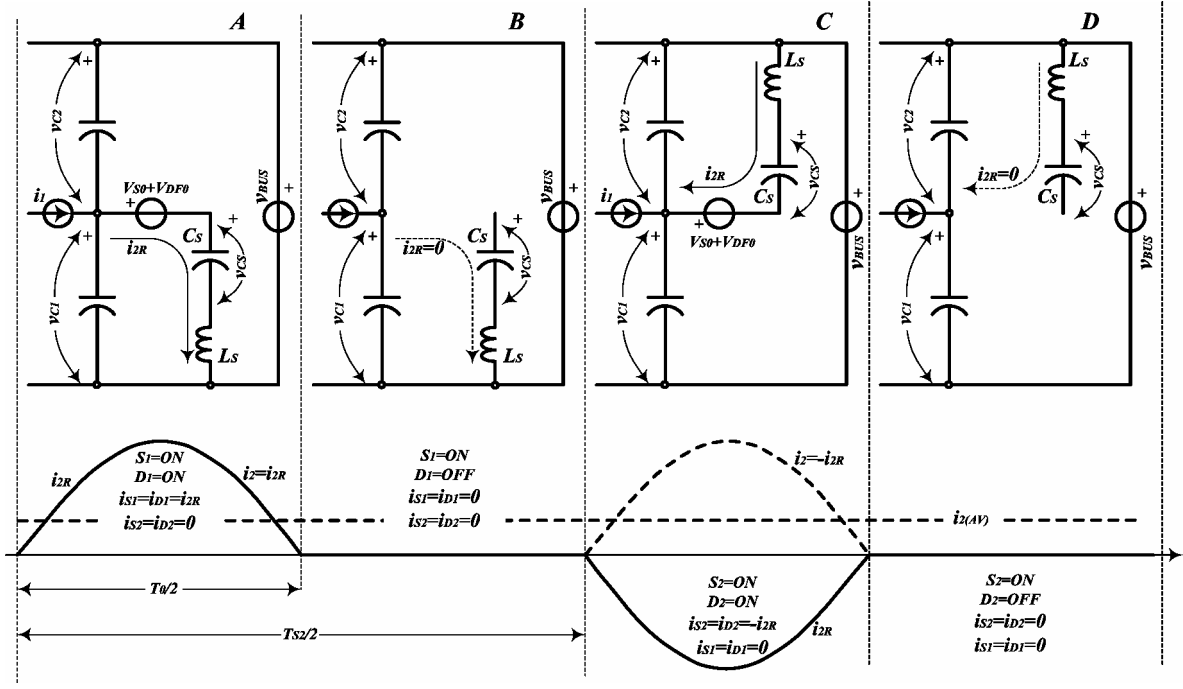 A
B
C
D
+
vC2
i1
VS0+VDF0
+
vBUS
+
+
i2R
CS
+
vCS
vC1
LS
+
vC2
vBUS
+
+
i2R=0
CS
+
vCS
vC1
LS
+
vC2
LS
i2R
+
CS
vCS
i1
+
VS0+VDF0
+
+
vBUS
vC1
+
vC2
LS
i2R=0
+
CS
vCS
+
+
vBUS
vC1
i2R
S1=ON
D1=ON
iS1=iD1=i2R
iS2=iD2=0
i2=i2R
S1=ON
D1=OFF
iS1=iD1=0
iS2=iD2=0
i2=-i2R
i2(AV)
T0/2
TS2/2
S2=ON
D2=ON
iS2=iD2=-i2R
iS1=iD1=0
i2R
S2=ON
D2=OFF
iS2=iD2=0
iS1=iD1=0